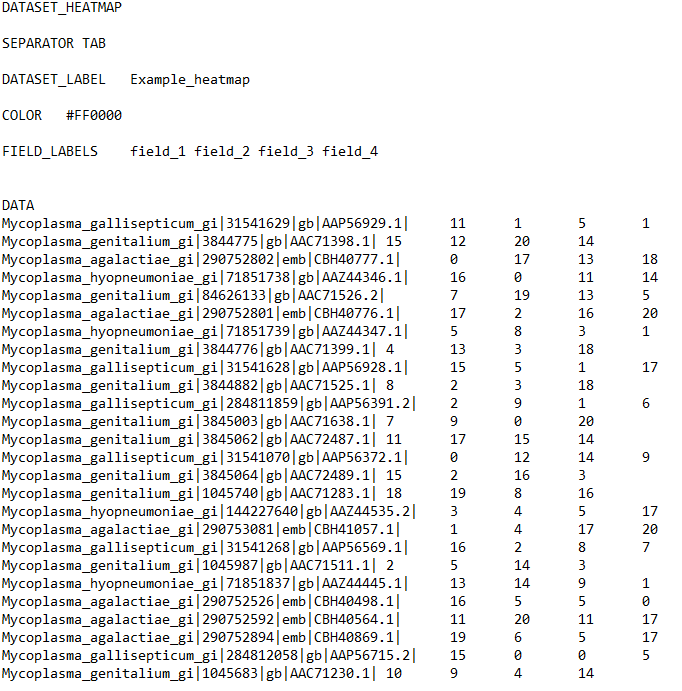 DATASET_HEATMAP
SEPARATOR TAB
DATASET_LABEL	Example_heatmap
COLOR	#FF0000
FIELD_LABELS	field_1	field_2	field_3	field_4
DATA
Mycoplasma_gallisepticum_gi|31541629|gb|AAP56929.1|	11	1	5	1
Mycoplasma_genitalium_gi|3844775|gb|AAC71398.1|	15	12	20	14
Mycoplasma_agalactiae_gi|290752802|emb|CBH40777.1|	0	17	13	18
Mycoplasma_hyopneumoniae_gi|71851738|gb|AAZ44346.1|	16	0	11	14
Mycoplasma_genitalium_gi|84626133|gb|AAC71526.2|	7	19	13	5
Mycoplasma_agalactiae_gi|290752801|emb|CBH40776.1|	17	2	16	20
Mycoplasma_hyopneumoniae_gi|71851739|gb|AAZ44347.1|	5	8	3	1
Mycoplasma_genitalium_gi|3844776|gb|AAC71399.1|	4	13	3	18
Mycoplasma_gallisepticum_gi|31541628|gb|AAP56928.1|	15	5	1	17
Mycoplasma_genitalium_gi|3844882|gb|AAC71525.1|	8	2	3	18
Mycoplasma_gallisepticum_gi|284811859|gb|AAP56391.2|	2	9	1	6
Mycoplasma_genitalium_gi|3845003|gb|AAC71638.1|	7	9	0	20
Mycoplasma_genitalium_gi|3845062|gb|AAC72487.1|	11	17	15	14
Mycoplasma_gallisepticum_gi|31541070|gb|AAP56372.1|	0	12	14	9
Mycoplasma_genitalium_gi|3845064|gb|AAC72489.1|	15	2	16	3
Mycoplasma_genitalium_gi|1045740|gb|AAC71283.1|	18	19	8	16
Mycoplasma_hyopneumoniae_gi|144227640|gb|AAZ44535.2|	3	4	5	17
Mycoplasma_agalactiae_gi|290753081|emb|CBH41057.1|	1	4	17	20
Mycoplasma_gallisepticum_gi|31541268|gb|AAP56569.1|	16	2	8	7
Mycoplasma_genitalium_gi|1045987|gb|AAC71511.1|	2	5	14	3
Mycoplasma_hyopneumoniae_gi|71851837|gb|AAZ44445.1|	13	14	9	1
Mycoplasma_agalactiae_gi|290752526|emb|CBH40498.1|	16	5	5	0
Mycoplasma_agalactiae_gi|290752592|emb|CBH40564.1|	11	20	11	17
Mycoplasma_agalactiae_gi|290752894|emb|CBH40869.1|	19	6	5	17
Mycoplasma_gallisepticum_gi|284812058|gb|AAP56715.2|	15	0	0	5
Mycoplasma_genitalium_gi|1045683|gb|AAC71230.1|	10	9	4	14